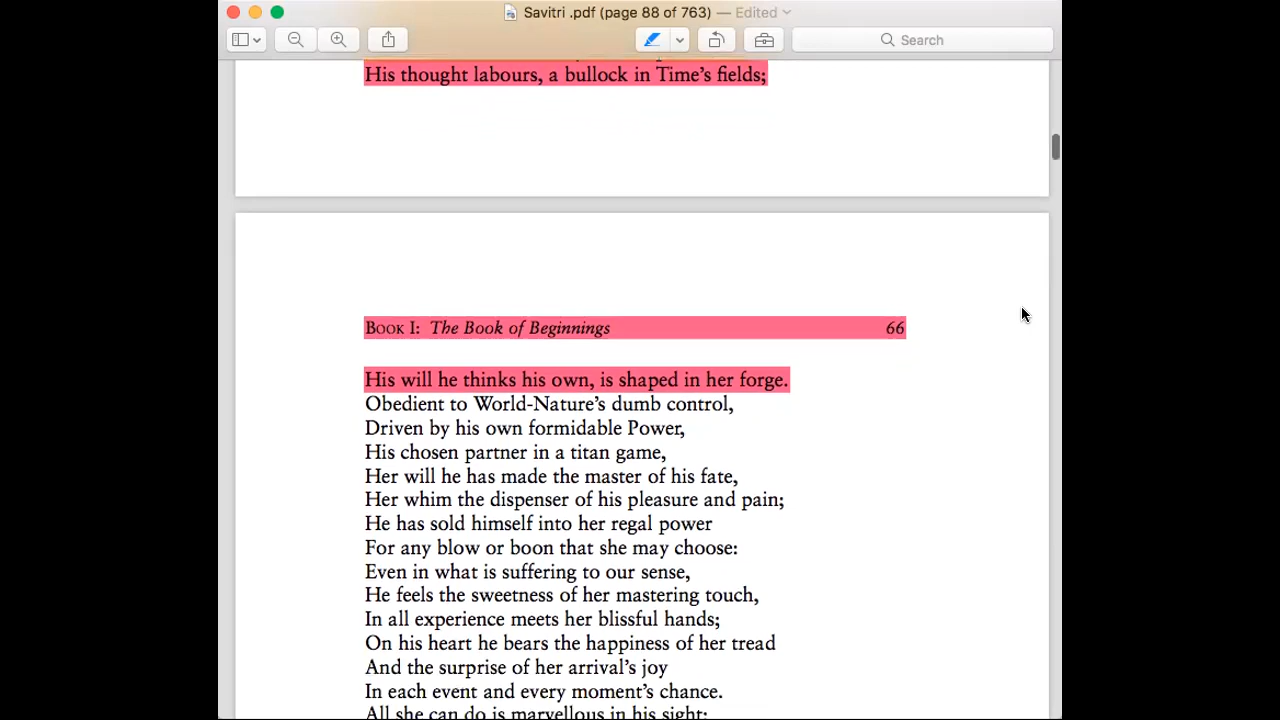 Savitri .pdf (page 88 of 763) — Edited
Search
His thought labours, a bullock in Time's fields;
BOOK I: The Book of Beginnings 66
His will he thinks his own, is shaped in her forge.
Obedient to World-Nature's dumb control,
Driven by his own formidable Power,
His chosen partner in a titan game,
Her will he has made the master of his fate,
Her whim the dispenser of his pleasure and pain;
He has sold himself into her regal power
For any blow or boon that she may choose:
Even in what is suffering to our sense,
He feels the sweetness of her mastering touch,
In all experience meets her blissful hands;
On his heart he bears the happiness of her tread
And the surprise of her arrival's joy
In each event and every moment's chance.
All she can do is marvellous in his sight: